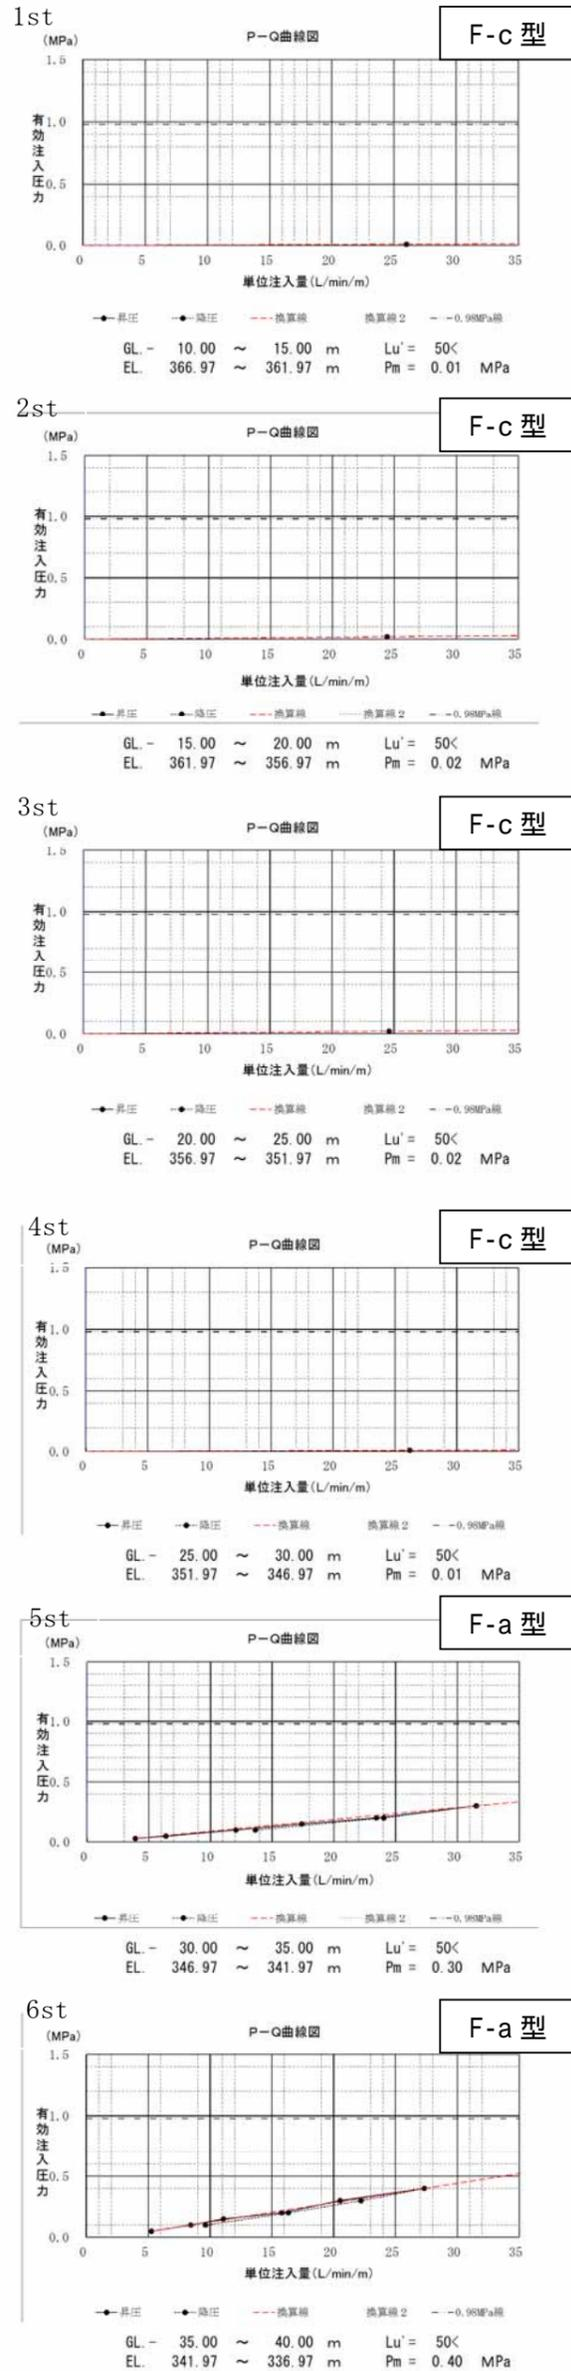 1st
F-c 型
(MPa)
P-Q曲線図
1.5
1.0
0.5
0.0
有効注入圧力
0 5 10 15 20 25 30 35
単位注入量(L/min/m)
昇圧 降圧 換算線 換算線2 0.98MPa線
GL.- 10.00 ～ 15.00 m Lu'= 50<
EL. 366.97 ～ 361.97 m Pm = 0.01 MPa
2st
F-c 型
(MPa)
P-Q曲線図
1.5
1.0
0.5
0.0
有効注入圧力
0 5 10 15 20 25 30 35
単位注入量(L/min/m)
昇圧 降圧 換算線 換算線2 0.98MPa線
GL.- 15.00 ～ 20.00 m Lu'= 50<
EL. 361.97 ～ 356.97 m Pm = 0.02 MPa
3st
F-c 型
(MPa)
P-Q曲線図
1.5
1.0
0.5
0.0
有効注入圧力
0 5 10 15 20 25 30 35
単位注入量(L/min/m)
昇圧 降圧 換算線 換算線2 0.98MPa線
GL.- 20.00 ～ 25.00 m Lu'= 50<
EL. 356.97 ～ 351.97 m Pm = 0.02 MPa
4st
F-c 型
(MPa)
P-Q曲線図
1.5
1.0
0.5
0.0
有効注入圧力
0 5 10 15 20 25 30 35
単位注入量(L/min/m)
昇圧 降圧 換算線 換算線2 0.98MPa線
GL.- 25.00 ～ 30.00 m Lu'= 50<
EL. 351.97 ～ 346.97 m Pm = 0.01 MPa
5st
F-a 型
(MPa)
P-Q曲線図
1.5
1.0
0.5
0.0
有効注入圧力
0 5 10 15 20 25 30 35
単位注入量(L/min/m)
昇圧 降圧 換算線 換算線2 0.98MPa線
GL.- 30.00 ～ 35.00 m Lu'= 50<
EL. 346.97 ～ 341.97 m Pm = 0.30 MPa
6st
F-a 型
(MPa)
P-Q曲線図
1.5
1.0
0.5
0.0
有効注入圧力
0 5 10 15 20 25 30 35
単位注入量(L/min/m)
昇圧 降圧 換算線 換算線2 0.98MPa線
GL.- 35.00 ～ 40.00 m Lu'= 50<
EL. 341.97 ～ 336.97 m Pm = 0.40 MPa